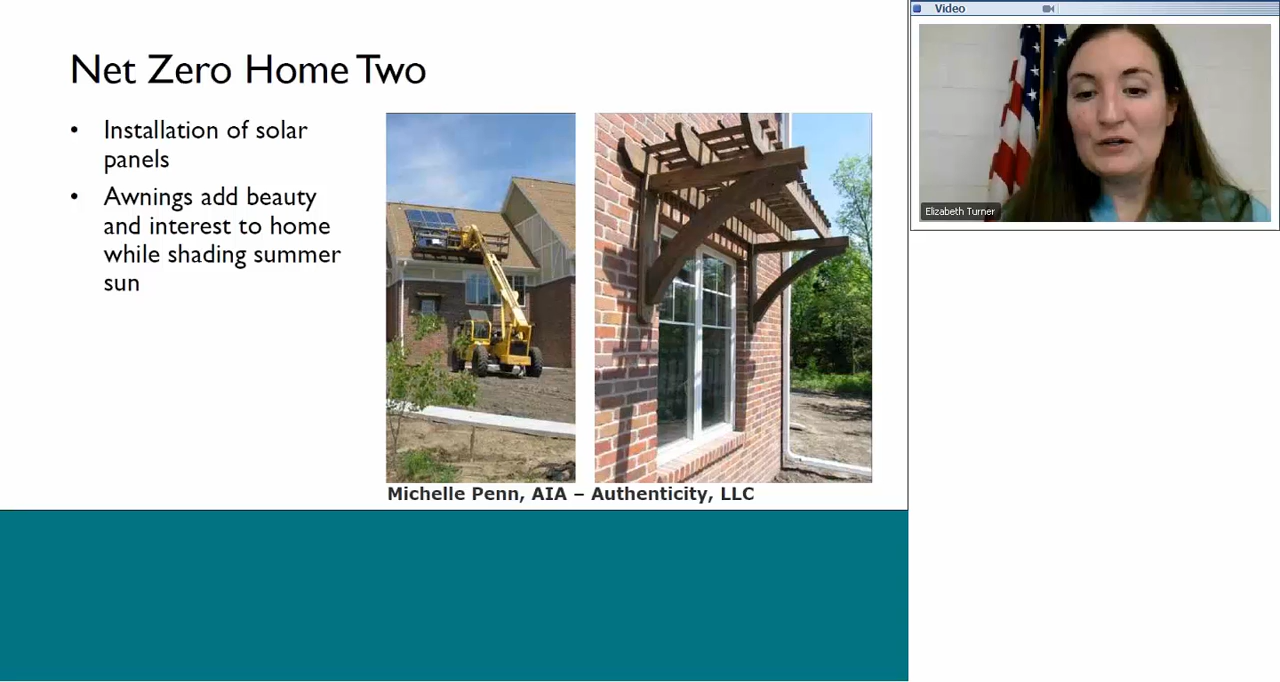 Net Zero Home Two
• Installation of solar
panels
• Awnings add beauty
and interest to home
while shading summer
sun
Michelle Penn, AIA – Authenticity, LLC
Video
Elizabeth Turner